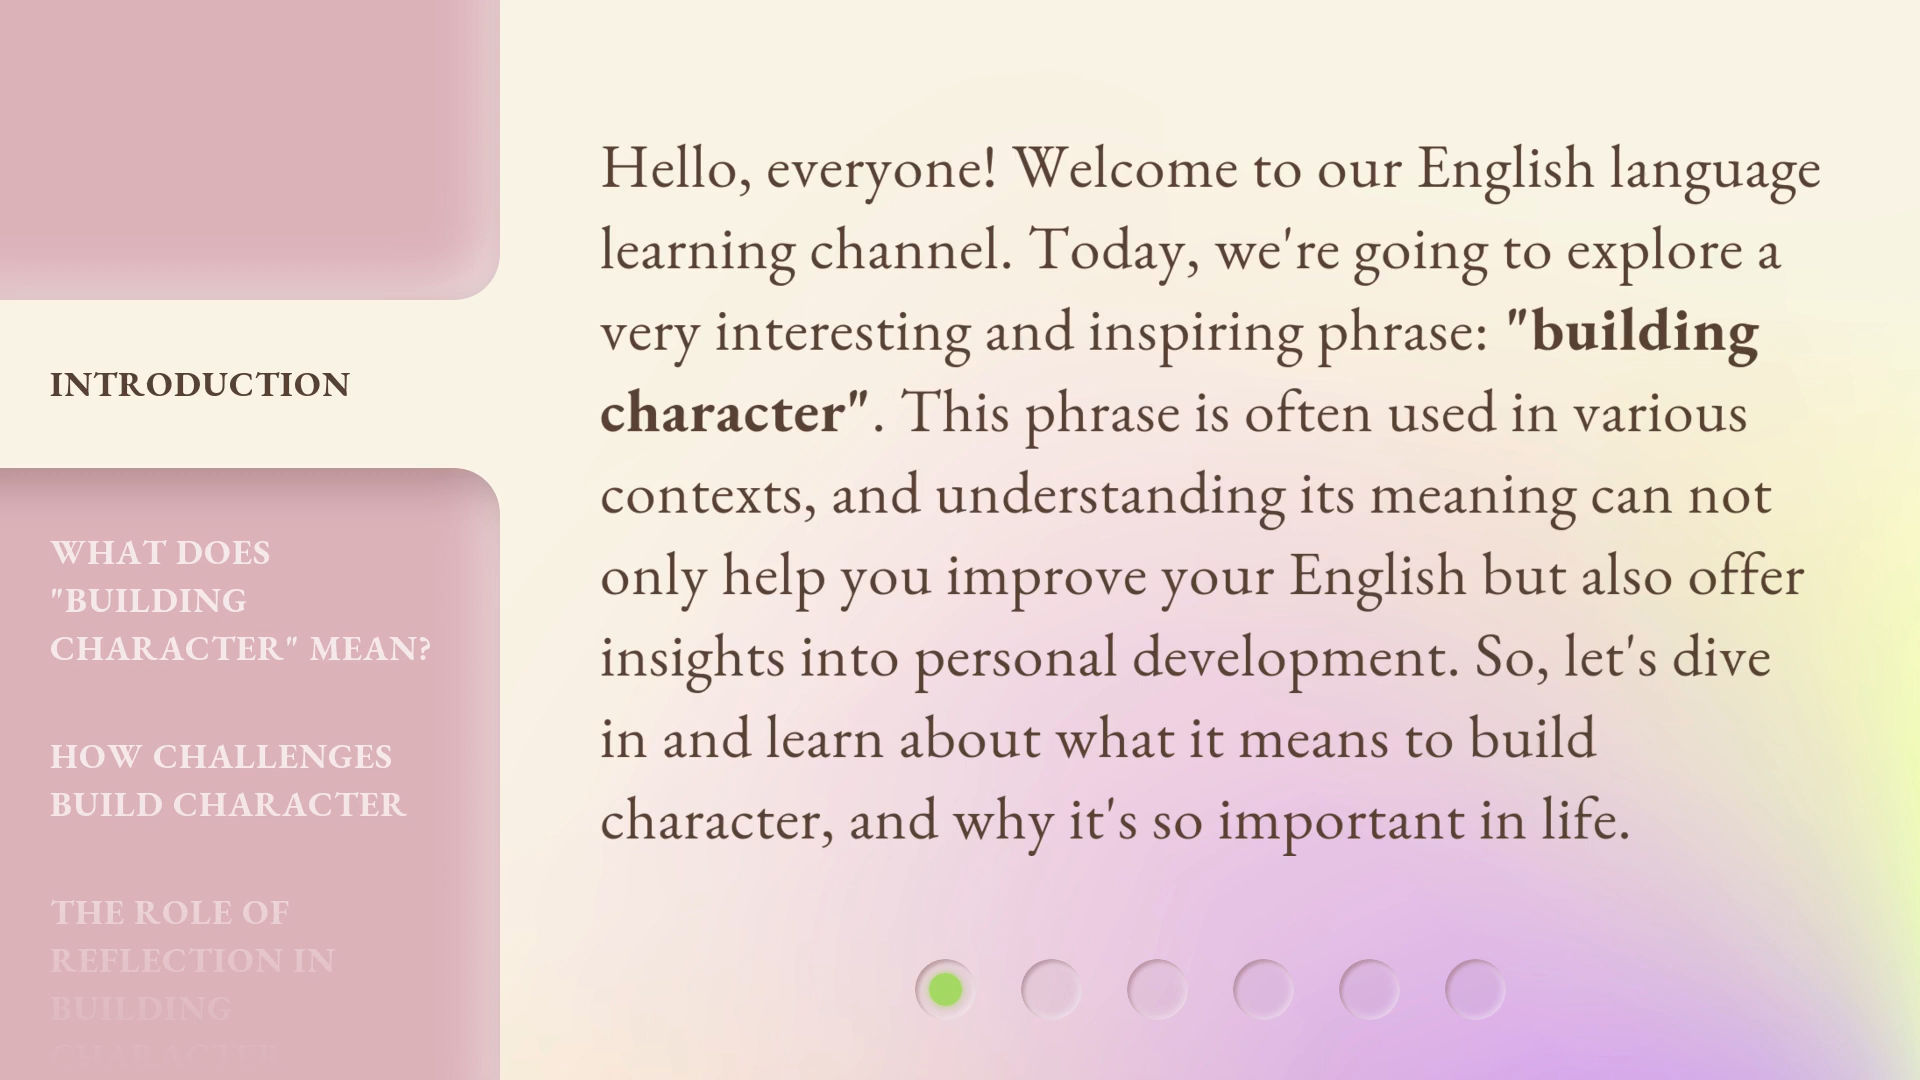 INTRODUCTION
WHAT DOES
"BUILDING
CHARACTER" MEAN?
HOW CHALLENGES
BUILD CHARACTER
THE ROLE OF
REFLECTION IN
BUILDING
CHARACTER
Hello, everyone! Welcome to our English language
learning channel. Today, we're going to explore a
very interesting and inspiring phrase: "building
character". This phrase is often used in various
contexts, and understanding its meaning can not
only help you improve your English but also offer
insights into personal development. So, let's dive
in and learn about what it means to build
character, and why it's so important in life.